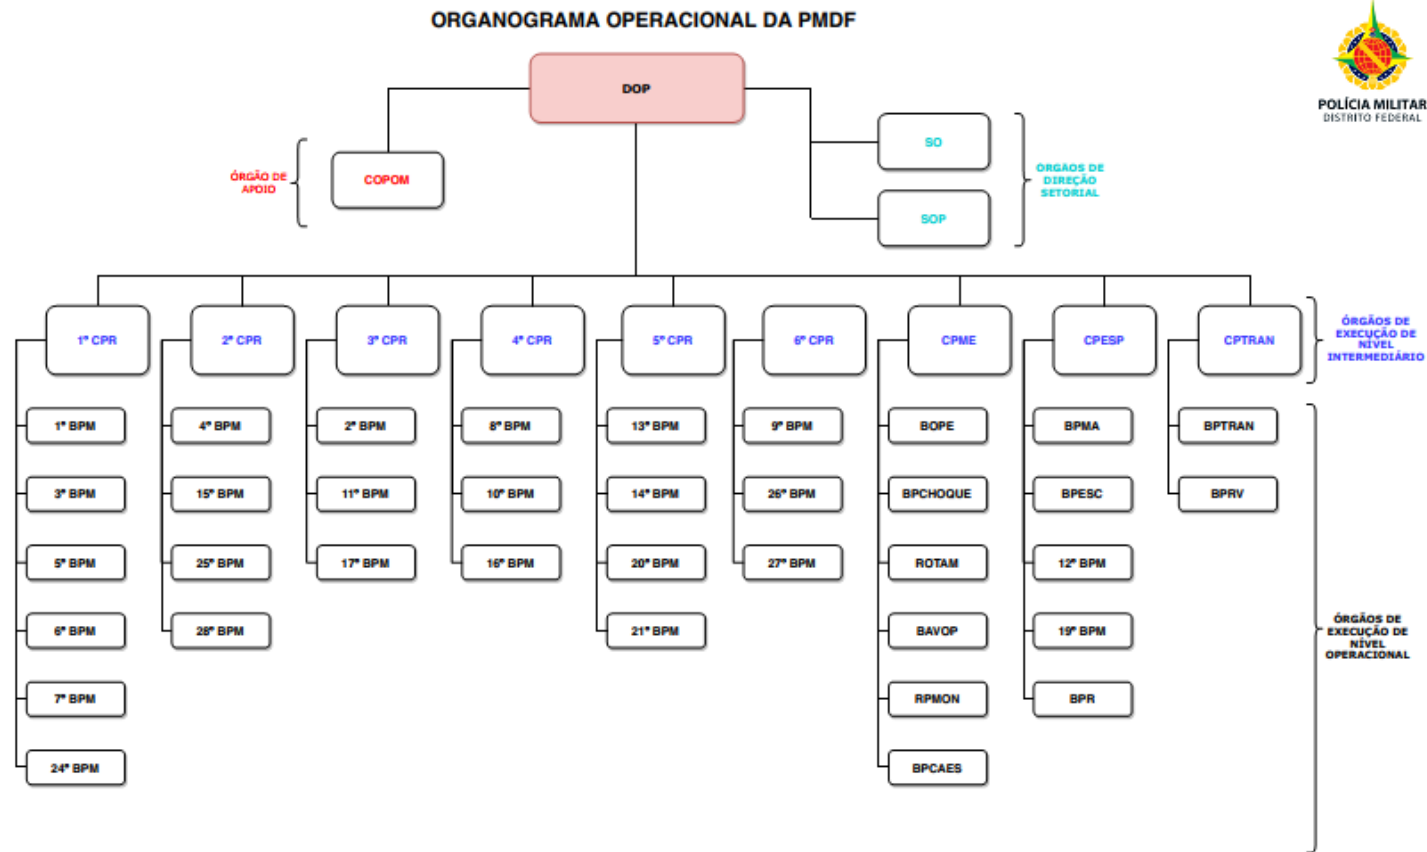 ORGANOGRAMA OPERACIONAL DA PMDF
POLÍCIA MILITAR
DISTRITO FEDERAL
DOP
ÓRGÃO DE
APOIO
COPOM
SO
SOP
ORGAOS DE
DIREÇÃO
SETORIAL
1º CPR
2º CPR
3º CPR
4º CPR
5º CPR
6º CPR
CPME
CPESP
CPTRAN
ÓRGÃOS DE
EXECUÇÃO DE
NÍVEL
INTERMEDIÁRIO
1º BPM
4º BPM
2º BPM
8º BPM
13º BPM
9º BPM
BOPE
BPMA
BPTRAN
3º BPM
15º BPM
11º BPM
10º BPM
14º BPM
26º BPM
BPCHOQUE
BPESC
BPRV
5º BPM
25º BPM
17º BPM
16º BPM
20º BPM
27º BPM
ROTAM
12º BPM
6º BPM
28º BPM
21º BPM
BAVOP
19º BPM
ÓRGÃOS DE
EXECUÇÃO DE
NÍVEL
OPERACIONAL
7º BPM
RPMON
BPR
24º BPM
BPCAES